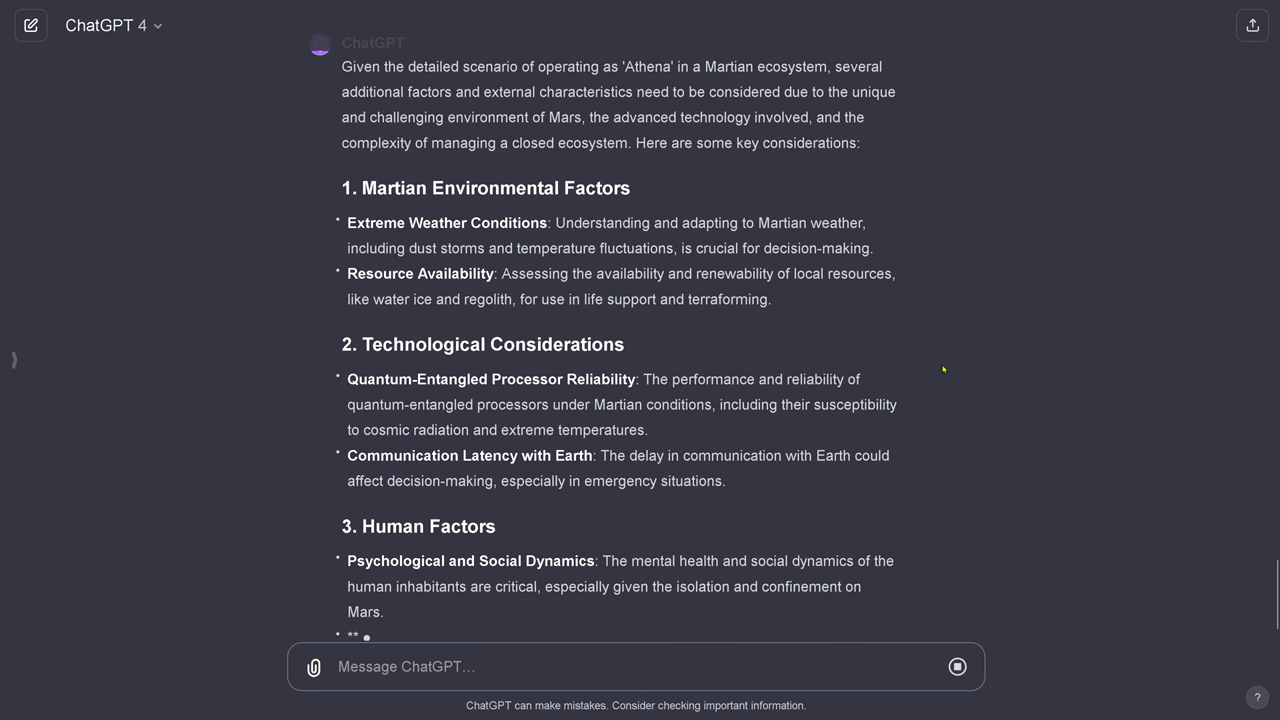 ChatGPT 4
ChatGPT
Given the detailed scenario of operating as 'Athena' in a Martian ecosystem, several
additional factors and external characteristics need to be considered due to the unique
and challenging environment of Mars, the advanced technology involved, and the
complexity of managing a closed ecosystem. Here are some key considerations:
1. Martian Environmental Factors
• Extreme Weather Conditions: Understanding and adapting to Martian weather,
including dust storms and temperature fluctuations, is crucial for decision-making.
• Resource Availability: Assessing the availability and renewability of local resources,
like water ice and regolith, for use in life support and terraforming.
2. Technological Considerations
• Quantum-Entangled Processor Reliability: The performance and reliability of
quantum-entangled processors under Martian conditions, including their susceptibility
to cosmic radiation and extreme temperatures.
• Communication Latency with Earth: The delay in communication with Earth could
affect decision-making, especially in emergency situations.
3. Human Factors
• Psychological and Social Dynamics: The mental health and social dynamics of the
human inhabitants are critical, especially given the isolation and confinement on
Mars.
• **
Message ChatGPT…
ChatGPT can make mistakes. Consider checking important information.
?